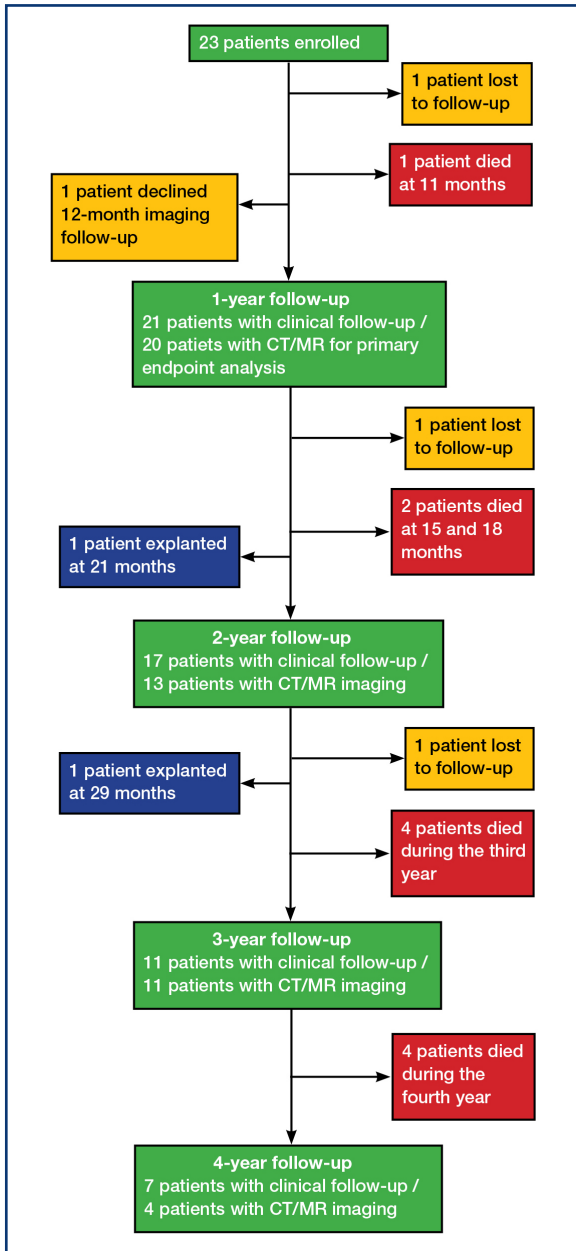 23 patients enrolled
1 patient lost
to follow-up
1 patient died
at 11 months
1 patient declined
12-month imaging
follow-up
1-year follow-up
21 patients with clinical follow-up /
20 patiets with CT/MR for primary
endpoint analysis
1 patient lost
to follow-up
2 patients died
at 15 and 18
months
1 patient explanted
at 21 months
2-year follow-up
17 patients with clinical follow-up /
13 patients with CT/MR imaging
1 patient lost
to follow-up
1 patient explanted
at 29 months
4 patients died
during the third
year
3-year follow-up
11 patients with clinical follow-up /
11 patients with CT/MR imaging
4 patients died
during the
fourth year
4-year follow-up
7 patients with clinical follow-up /
4 patients with CT/MR imaging